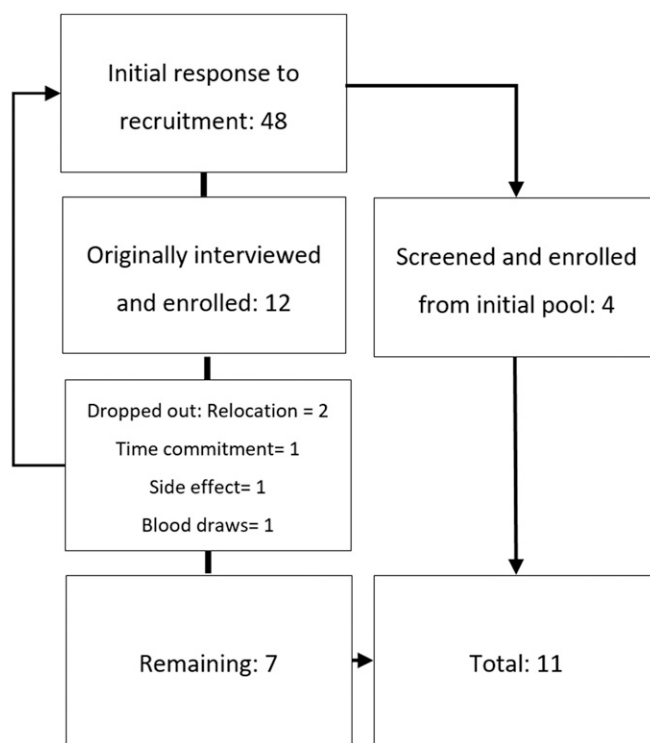 Initial response to
recruitment: 48
Originally interviewed
and enrolled: 12
Screened and enrolled
from initial pool: 4
Dropped out: Relocation = 2
Time commitment= 1
Side effect= 1
Blood draws= 1
Remaining: 7
Total: 11